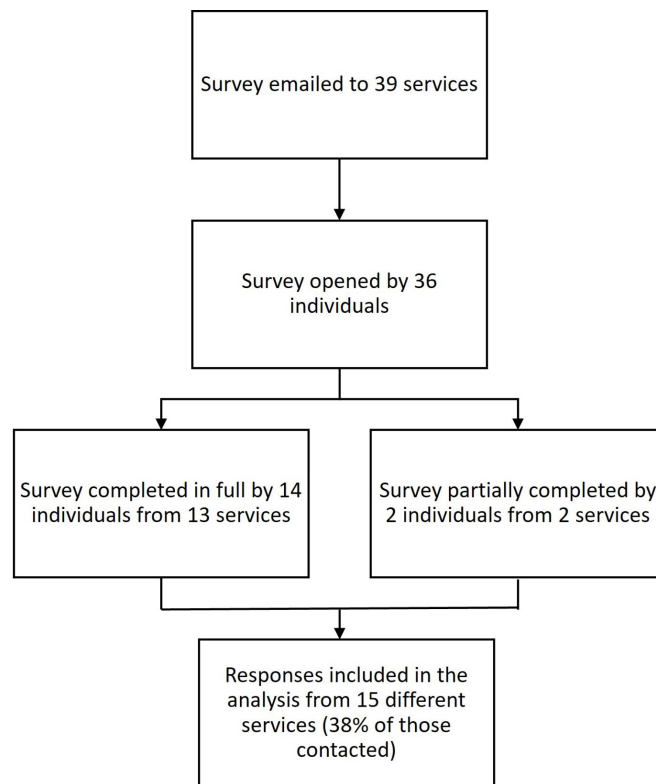 Survey emailed to 39 services
Survey opened by 36
individuals
Survey completed in full by 14
individuals from 13 services
Survey partially completed by
2 individuals from 2 services
Responses included in the
analysis from 15 different
services (38% of those
contacted)